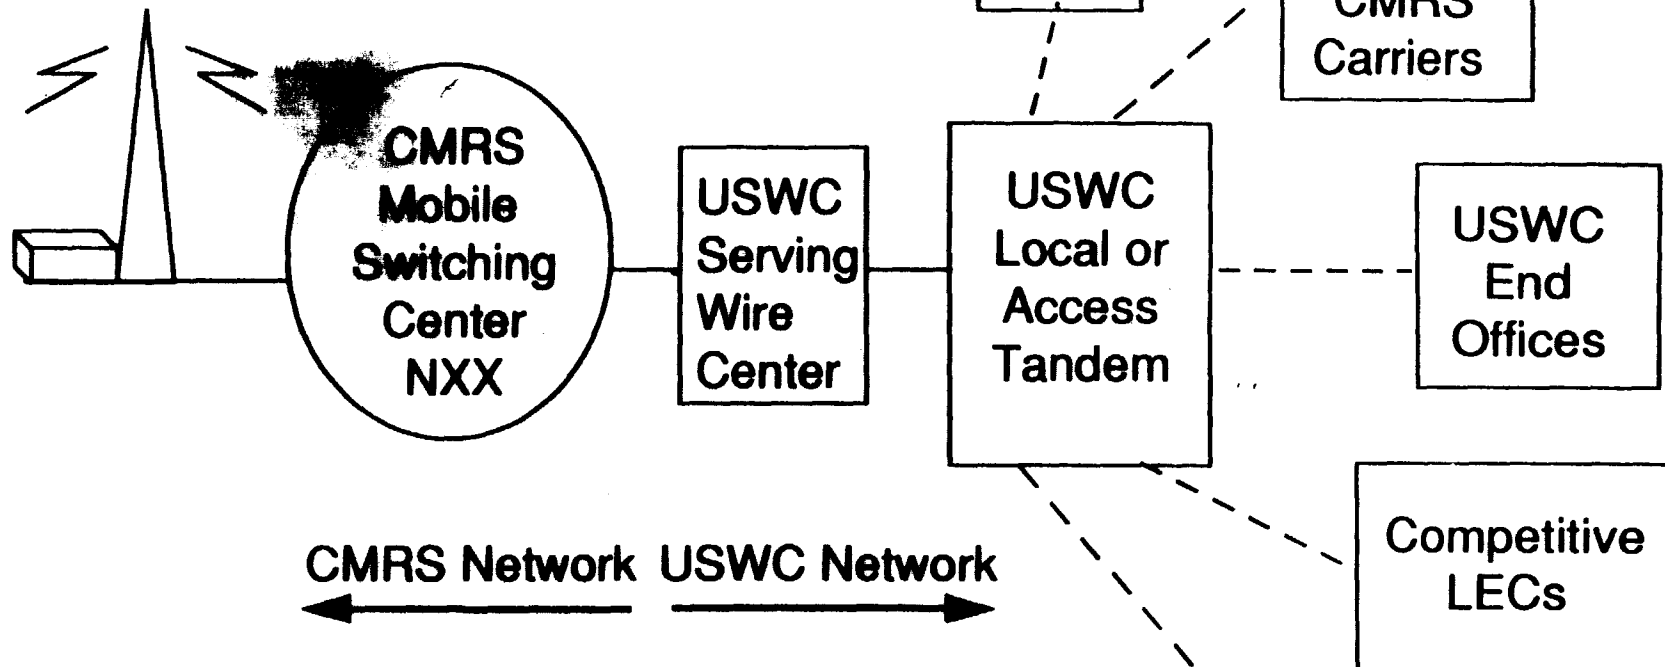 CMRS
Carriers
CMRS
Mobile
Switching
Center
NXX
USWC
Serving
Wire
Center
USWC
Local or
Access
Tandem
USWC
End
Offices
Competitive
LECs
CMRS Network USWC Network